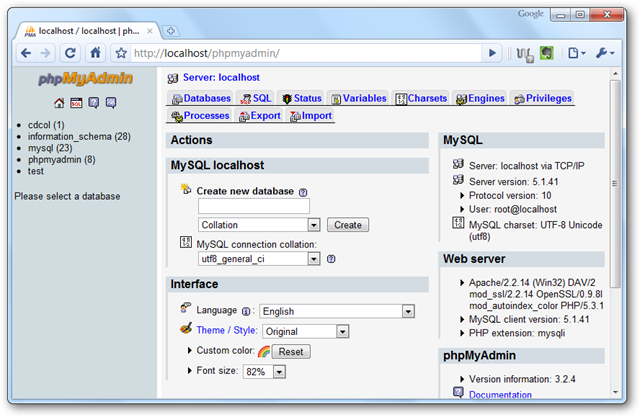 Google
localhost / localhost | ph...
http://localhost/phpmyadmin/
phpMyAdmin
SQL
cdcol (1)
information_schema (28)
mysql (23)
phpmyadmin (8)
test
Please select a database
Server: localhost
Databases SQL Status Variables Charsets Engines Privileges
Processes Export Import
Actions
MySQL localhost
Create new database
Collation Create
MySQL connection collation:
utf8_general_ci
Interface
Language : English
Theme / Style: Original
Custom color: Reset
Font size: 82%
MySQL
Server: localhost via TCP/IP
Server version: 5.1.41
Protocol version: 10
User: root@localhost
MySQL charset: UTF-8 Unicode
(utf8)
Web server
Apache/2.2.14 (Win32) DAV/2
mod_ssl/2.2.14 OpenSSL/0.9.8l
mod_autoindex_color PHP/5.3.1
MySQL client version: 5.1.41
PHP extension: mysqli
phpMyAdmin
Version information: 3.2.4
Documentation